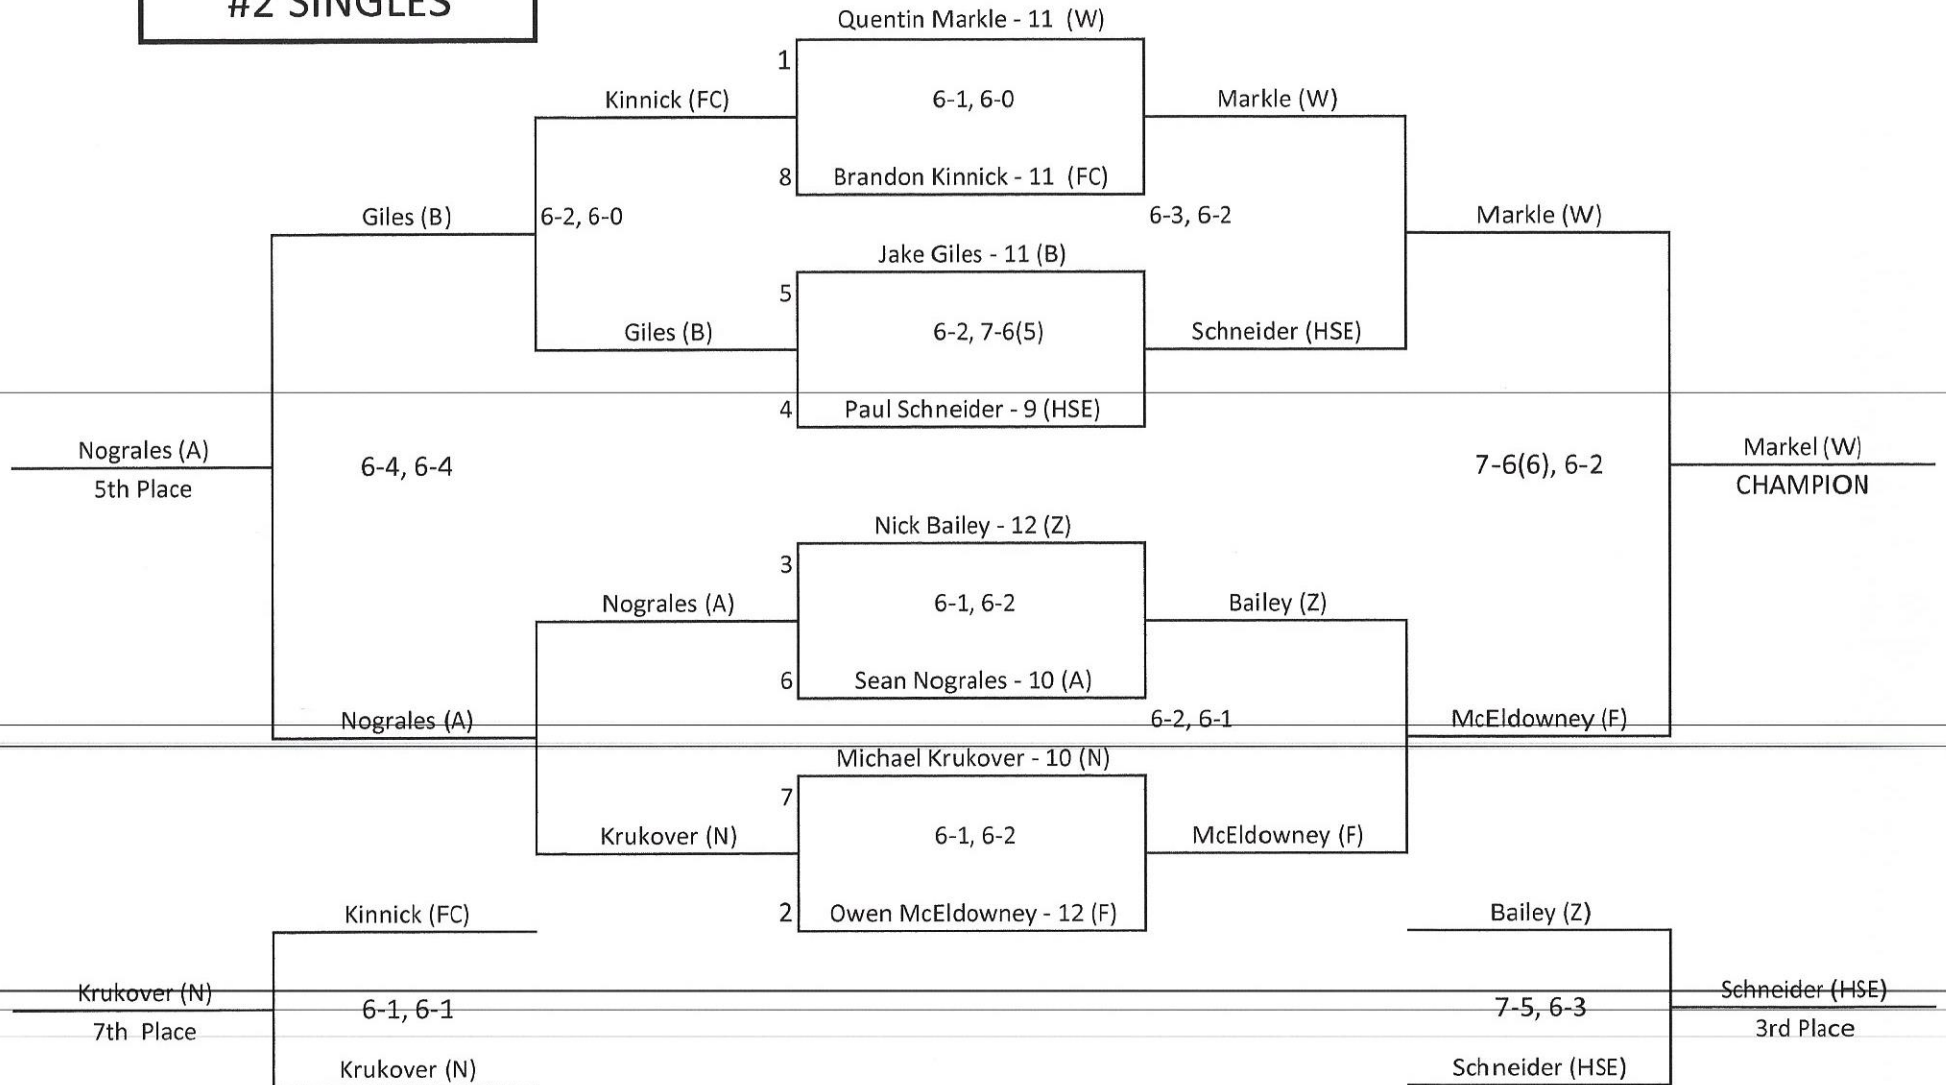 #2 SINGLES
Quentin Markle - 11 (W)
1
Kinnick (FC)
6-1, 6-0
Markle (W)
8
Brandon Kinnick - 11 (FC)
Giles (B)
6-2, 6-0
6-3, 6-2
Markle (W)
Jake Giles - 11 (B)
5
Giles (B)
6-2, 7-6(5)
Schneider (HSE)
4
Paul Schneider - 9 (HSE)
Nograles (A)
6-4, 6-4
7-6(6), 6-2
Markel (W)
5th Place
CHAMPION
Nick Bailey - 12 (Z)
3
Nograles (A)
6-1, 6-2
Bailey (Z)
6
Sean Nograles - 10 (A)
Nograles (A)
6-2, 6-1
McEldowney (F)
Michael Krukover - 10 (N)
7
Krukover (N)
6-1, 6-2
McEldowney (F)
2
Owen McEldowney - 12 (F)
Kinnick (FC)
Bailey (Z)
Krukover (N)
6-1, 6-1
7-5, 6-3
Schneider (HSE)
7th Place
3rd Place
Krukover (N)
Schneider (HSE)